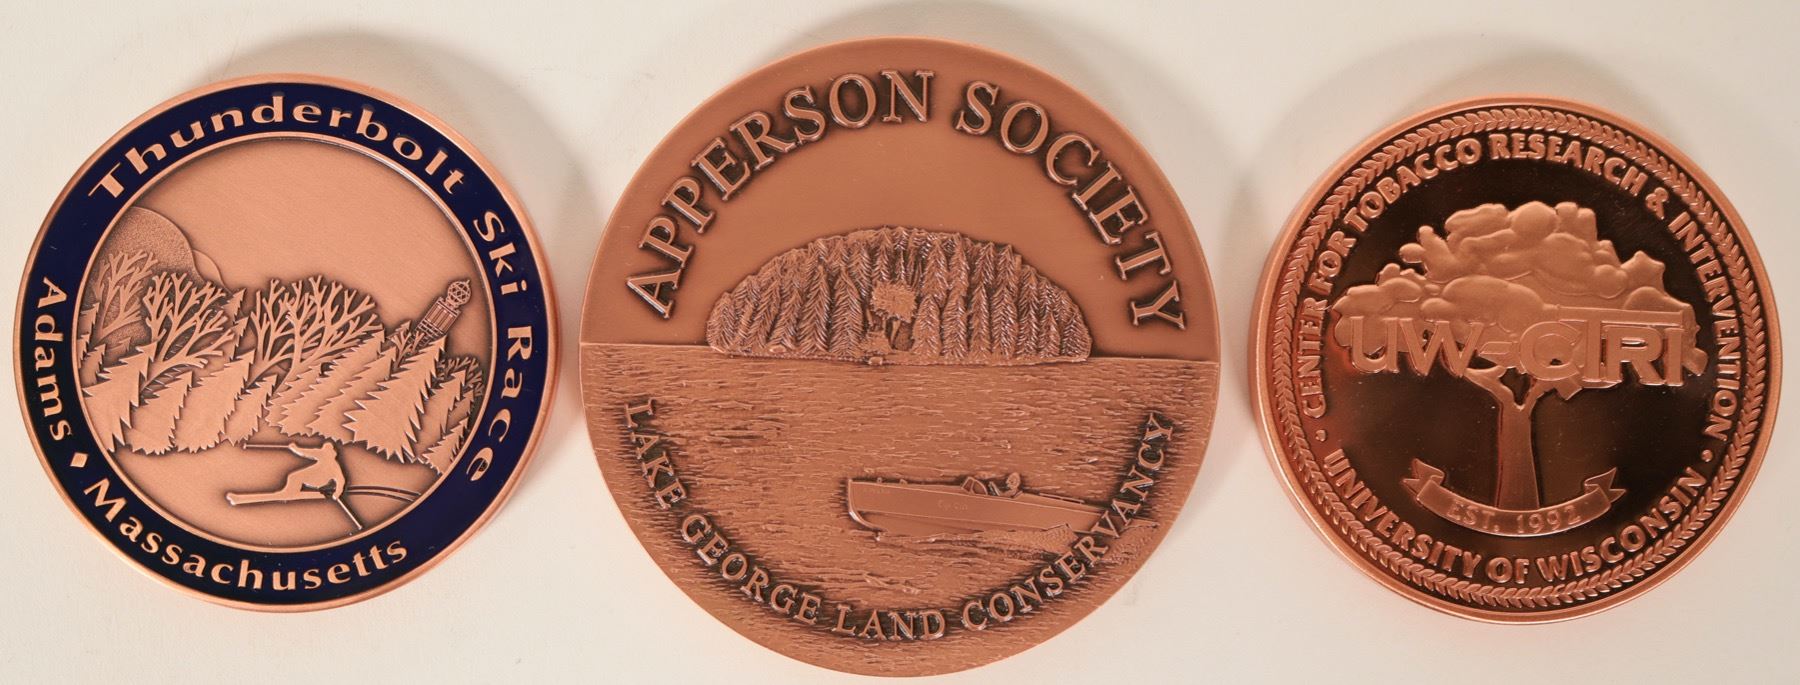 Thunderbolt Ski Race
Adams ♦ Massachusetts
APPERSON SOCIETY
LAKE GEORGE LAND CONSERVANCY
• CENTER FOR TOBACCO RESEARCH & INTERVENTION •
UW-CTRI
EST. 1992
UNIVERSITY OF WISCONSIN